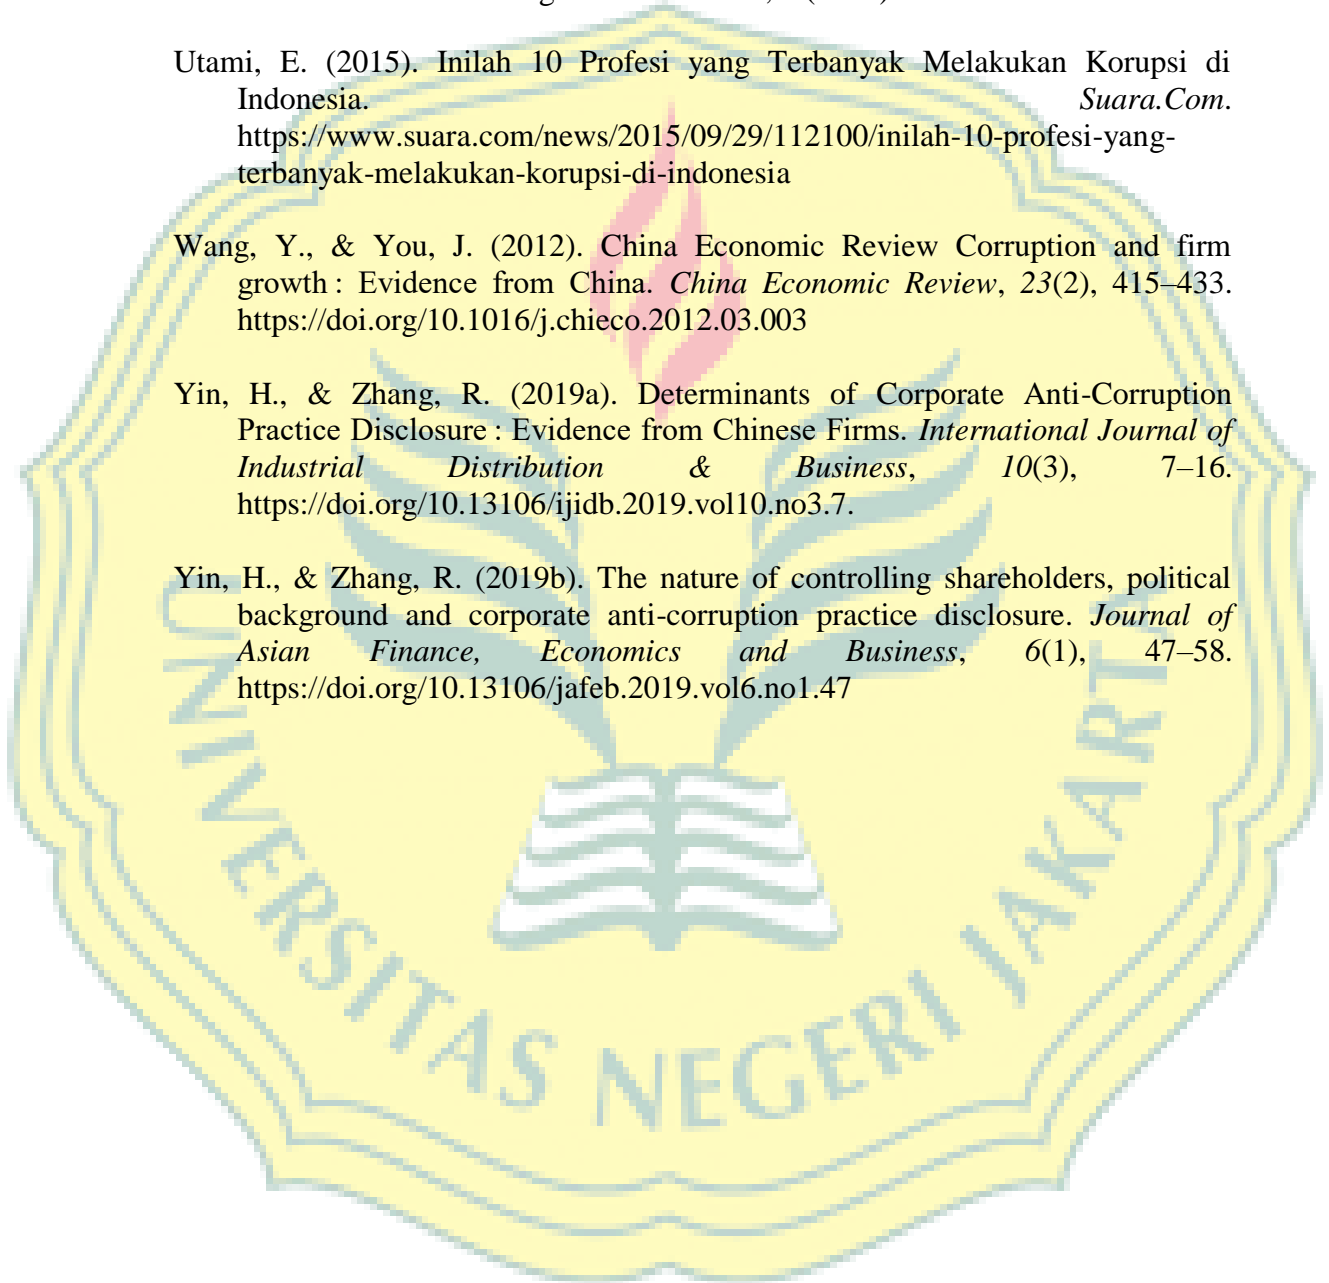 Utami, E. (2015). Inilah 10 Profesi yang Terbanyak Melakukan Korupsi di
Indonesia. Suara.Com.
https://www.suara.com/news/2015/09/29/112100/inilah-10-profesi-yang-
terbanyak-melakukan-korupsi-di-indonesia
Wang, Y., & You, J. (2012). China Economic Review Corruption and firm
growth : Evidence from China. China Economic Review, 23(2), 415–433.
https://doi.org/10.1016/j.chieco.2012.03.003
Yin, H., & Zhang, R. (2019a). Determinants of Corporate Anti-Corruption
Practice Disclosure : Evidence from Chinese Firms. International Journal of
Industrial Distribution & Business, 10(3), 7–16.
https://doi.org/10.13106/ijidb.2019.vol10.no3.7.
Yin, H., & Zhang, R. (2019b). The nature of controlling shareholders, political
background and corporate anti-corruption practice disclosure. Journal of
Asian Finance, Economics and Business, 6(1), 47–58.
https://doi.org/10.13106/jafeb.2019.vol6.no1.47
UNIVERSITAS NEGERI JAKARTA